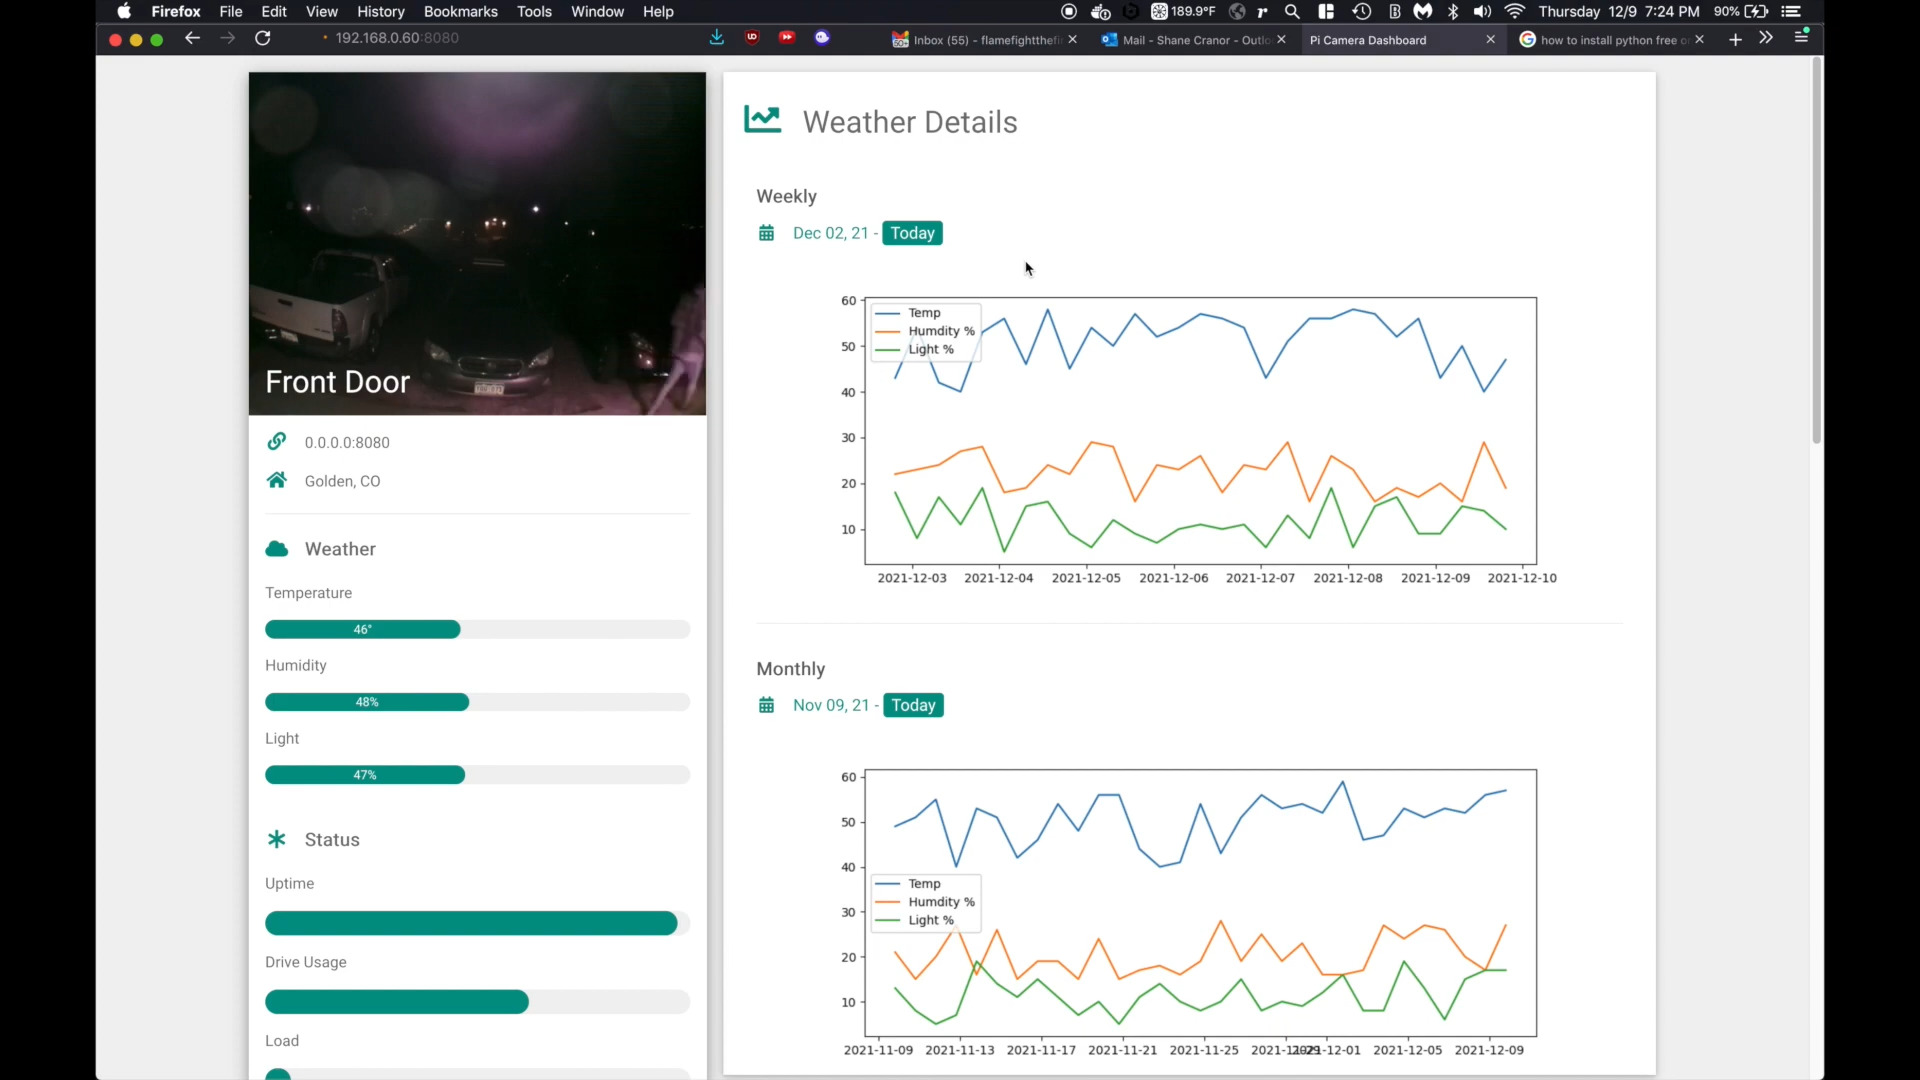 Firefox File Edit View History Bookmarks Tools Window Help 189.9°F Thursday 12/9 7:24 PM 90%
192.168.0.60:8080 Inbox (55) - flamefightthefi Mail - Shane Cranor - Outlo Pi Camera Dashboard how to install python free o
Front Door
0.0.0.0:8080
Golden, CO
Weather
Temperature
46°
Humidity
48%
Light
47%
Status
Uptime
Drive Usage
Load
Weather Details
Weekly
Dec 02, 21 - Today
Temp
Humdity %
Light %
60
50
40
30
20
10
2021-12-03 2021-12-04 2021-12-05 2021-12-06 2021-12-07 2021-12-08 2021-12-09 2021-12-10
Monthly
Nov 09, 21 - Today
60
50
40
30
20
10
Temp
Humdity %
Light %
2021-11-09 2021-11-13 2021-11-17 2021-11-21 2021-11-25 2021-11-29 2021-12-01 2021-12-05 2021-12-09